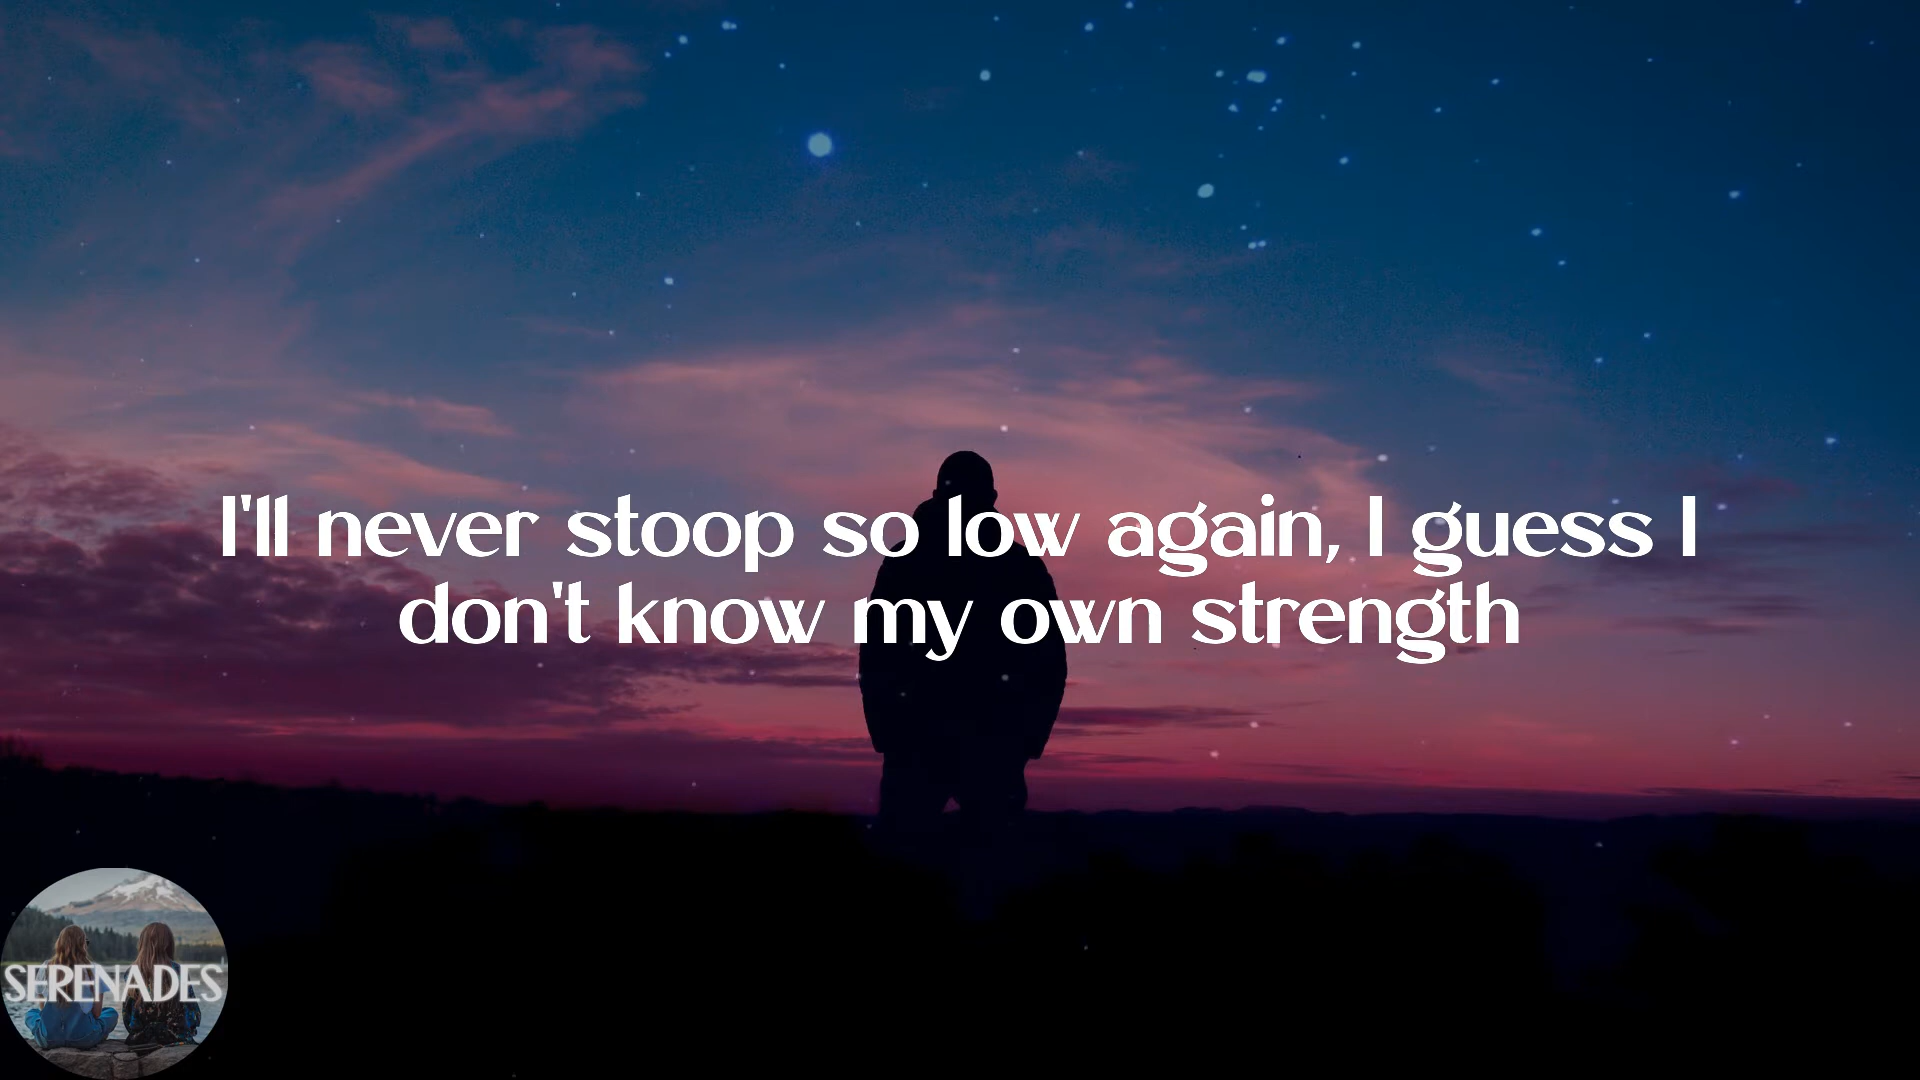 I'll never stoop so low again, I guess I
don't know my own strength
SERENADES